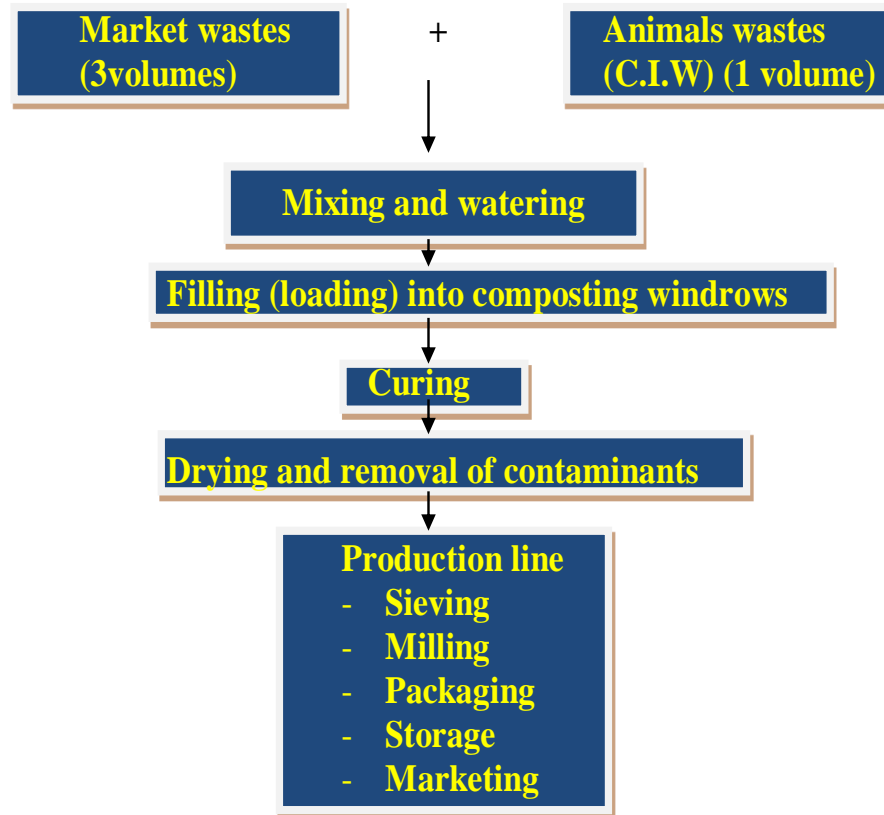 Market wastes
(3volumes)
+
Animals wastes
(C.I.W) (1 volume)
Mixing and watering
Filling (loading) into composting windrows
Curing
Drying and removal of contaminants
Production line
- Sieving
- Milling
- Packaging
- Storage
- Marketing